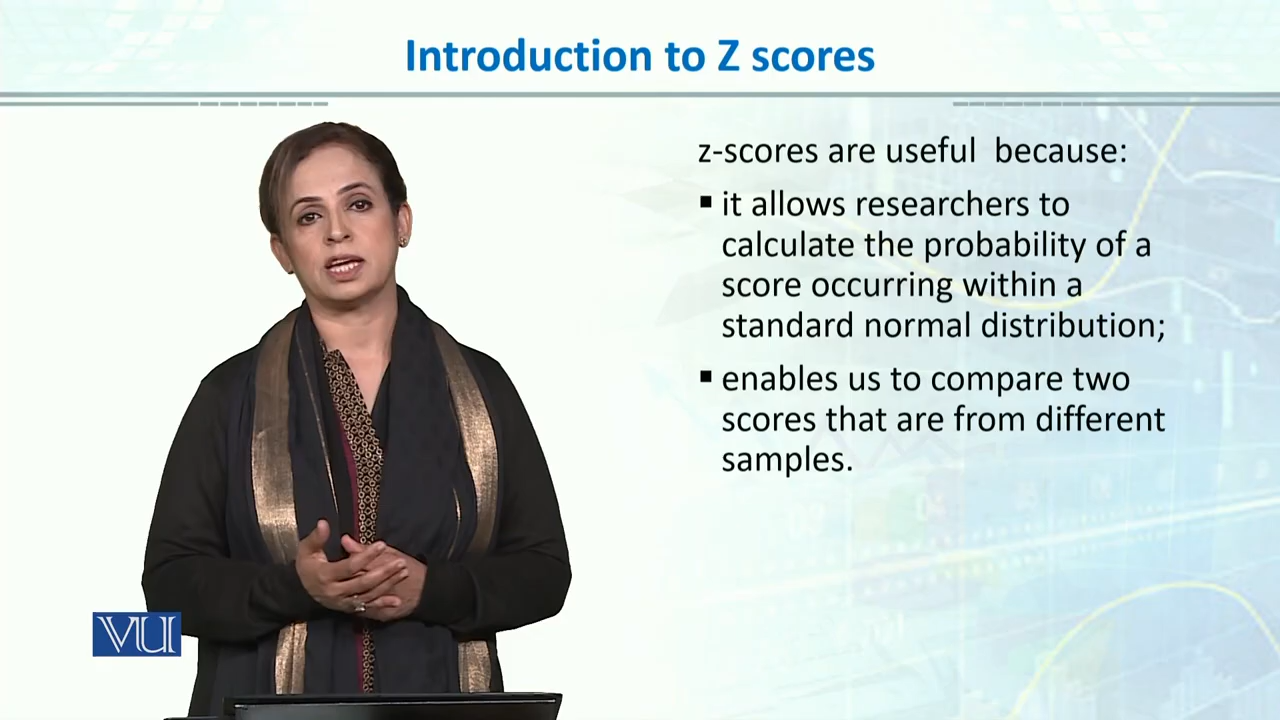 Introduction to Z scores
z-scores are useful  because:
▪ it allows researchers to
calculate the probability of a
score occurring within a
standard normal distribution;
▪ enables us to compare two
scores that are from different
samples.
VU